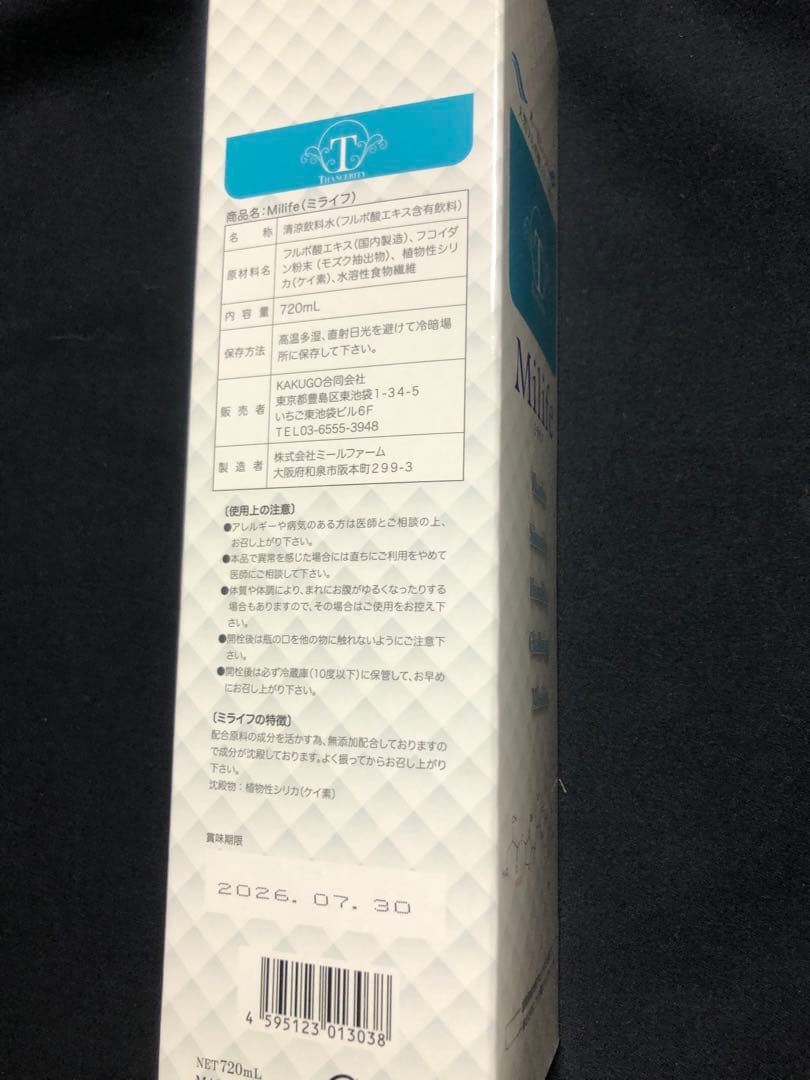 T
THANCERITY
商品名:Milife(ミライフ)
名 称 清涼飲料水(フルボ酸エキス含有飲料)
原材料名 フルボ酸エキス(国内製造)、フコイダ
ン粉末(モズク抽出物)、植物性シリ
カ(ケイ素)、水溶性食物繊維
内容量 720mL
保存方法 高温多湿、直射日光を避けて冷暗場
所に保存して下さい。
販売者 KAKUGO合同会社
東京都豊島区東池袋1-34-5
いちご東池袋ビル6F
TEL03-6555-3948
製造者 株式会社ミールファーム
大阪府和泉市阪本町299-3
〔使用上の注意〕
●アレルギーや病気のある方は医師とご相談の上、
お召し上がり下さい。
●本品で異常を感じた場合には直ちにご利用をやめて
医師にご相談して下さい。
●体質や体調により、まれにお腹がゆるくなったりする
場合もありますので、その場合はご使用をお控え下
さい。
●開栓後は瓶の口を他の物に触れないようにご注意下
さい。
●開栓後は必ず冷蔵庫(10度以下)に保管して、お早め
にお召し上がり下さい。
〔ミライフの特徴〕
配合原料の成分を活かす為、無添加配合しておりますの
で成分が沈殿しております。よく振ってからお召し上がり
下さい。
沈殿物:植物性シリカ(ケイ素)
賞味期限
2026.07.30
4 595123 013038
NET720mL
T
Milife